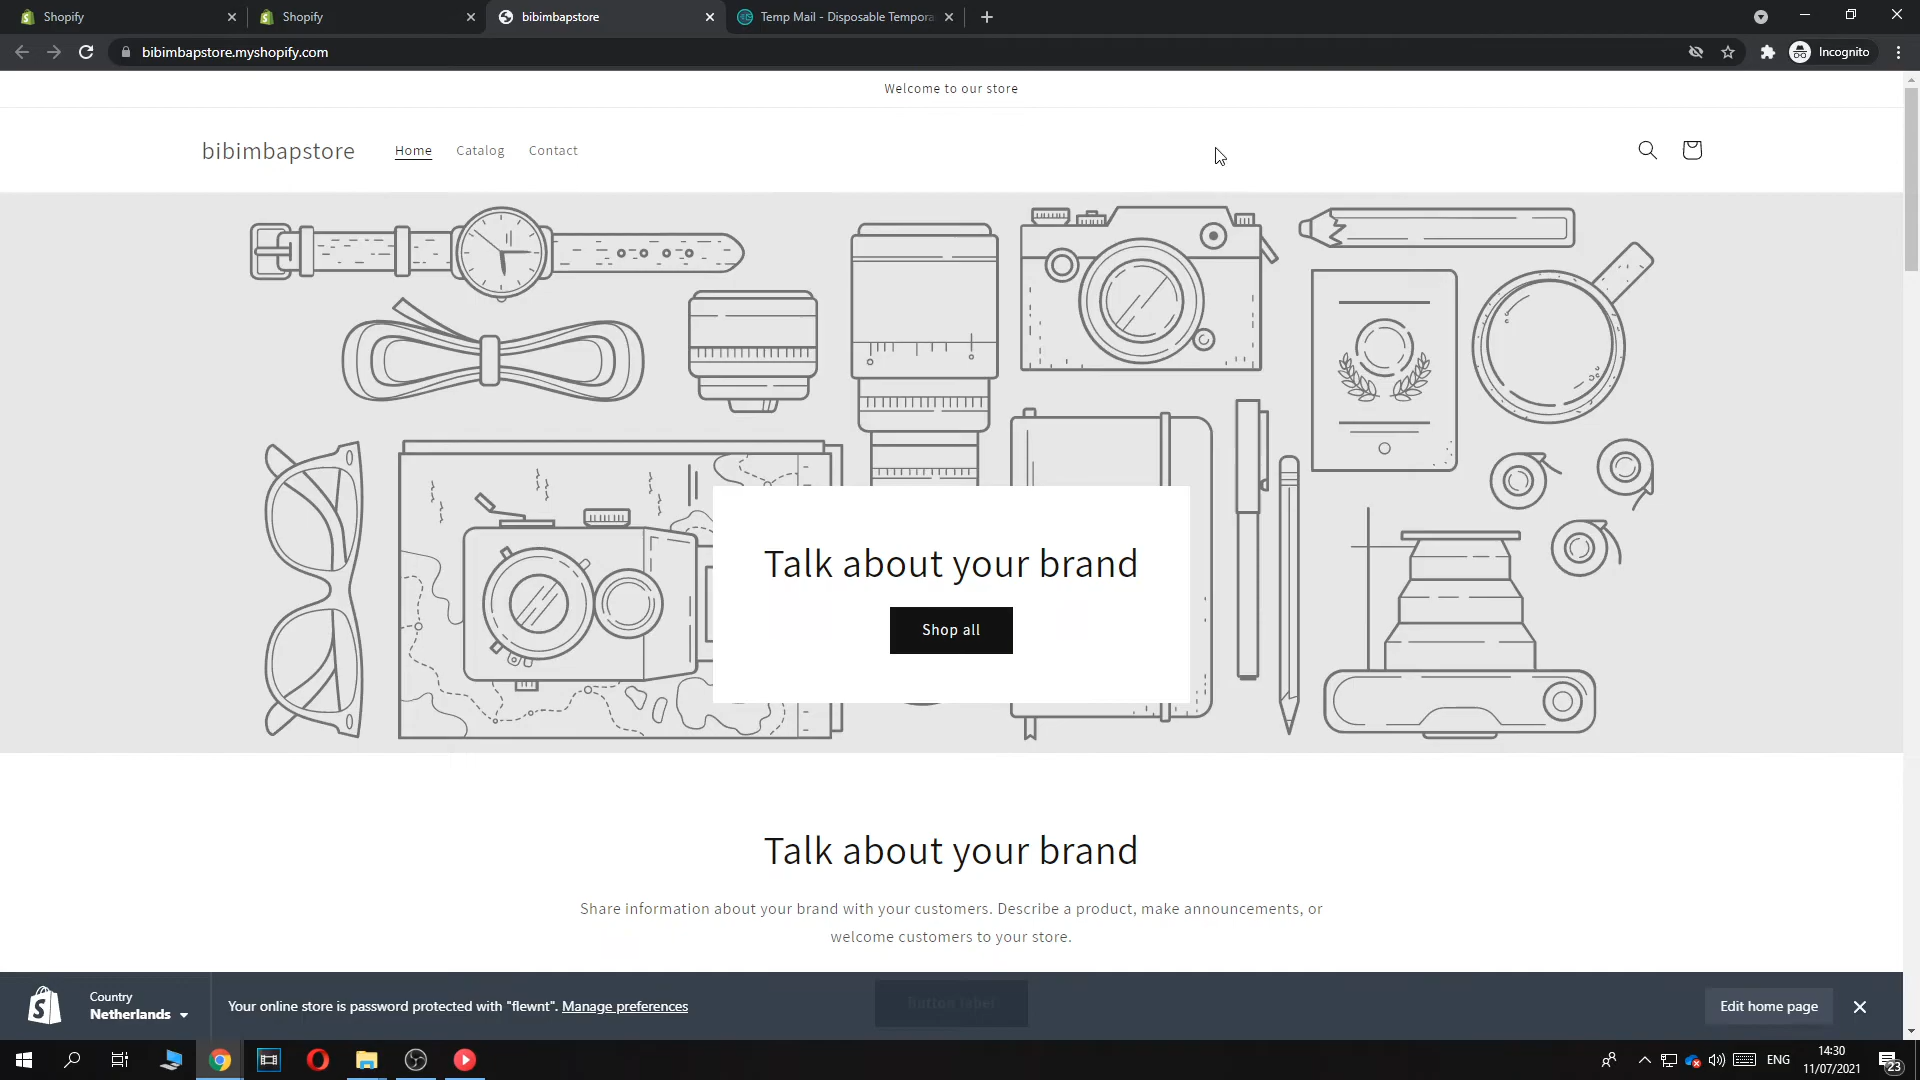 Shopify
Shopify
bibimbapstore
Temp Mail - Disposable Tempora
bibimbapstore.myshopify.com
Incognito
Welcome to our store
bibimbapstore
Home
Catalog
Contact
Talk about your brand
Shop all
Talk about your brand
Share information about your brand with your customers. Describe a product, make announcements, or
welcome customers to your store.
Button label
Country
Netherlands
Your online store is password protected with "flewnt". Manage preferences
Edit home page
ENG
14:30
11/07/2021
23